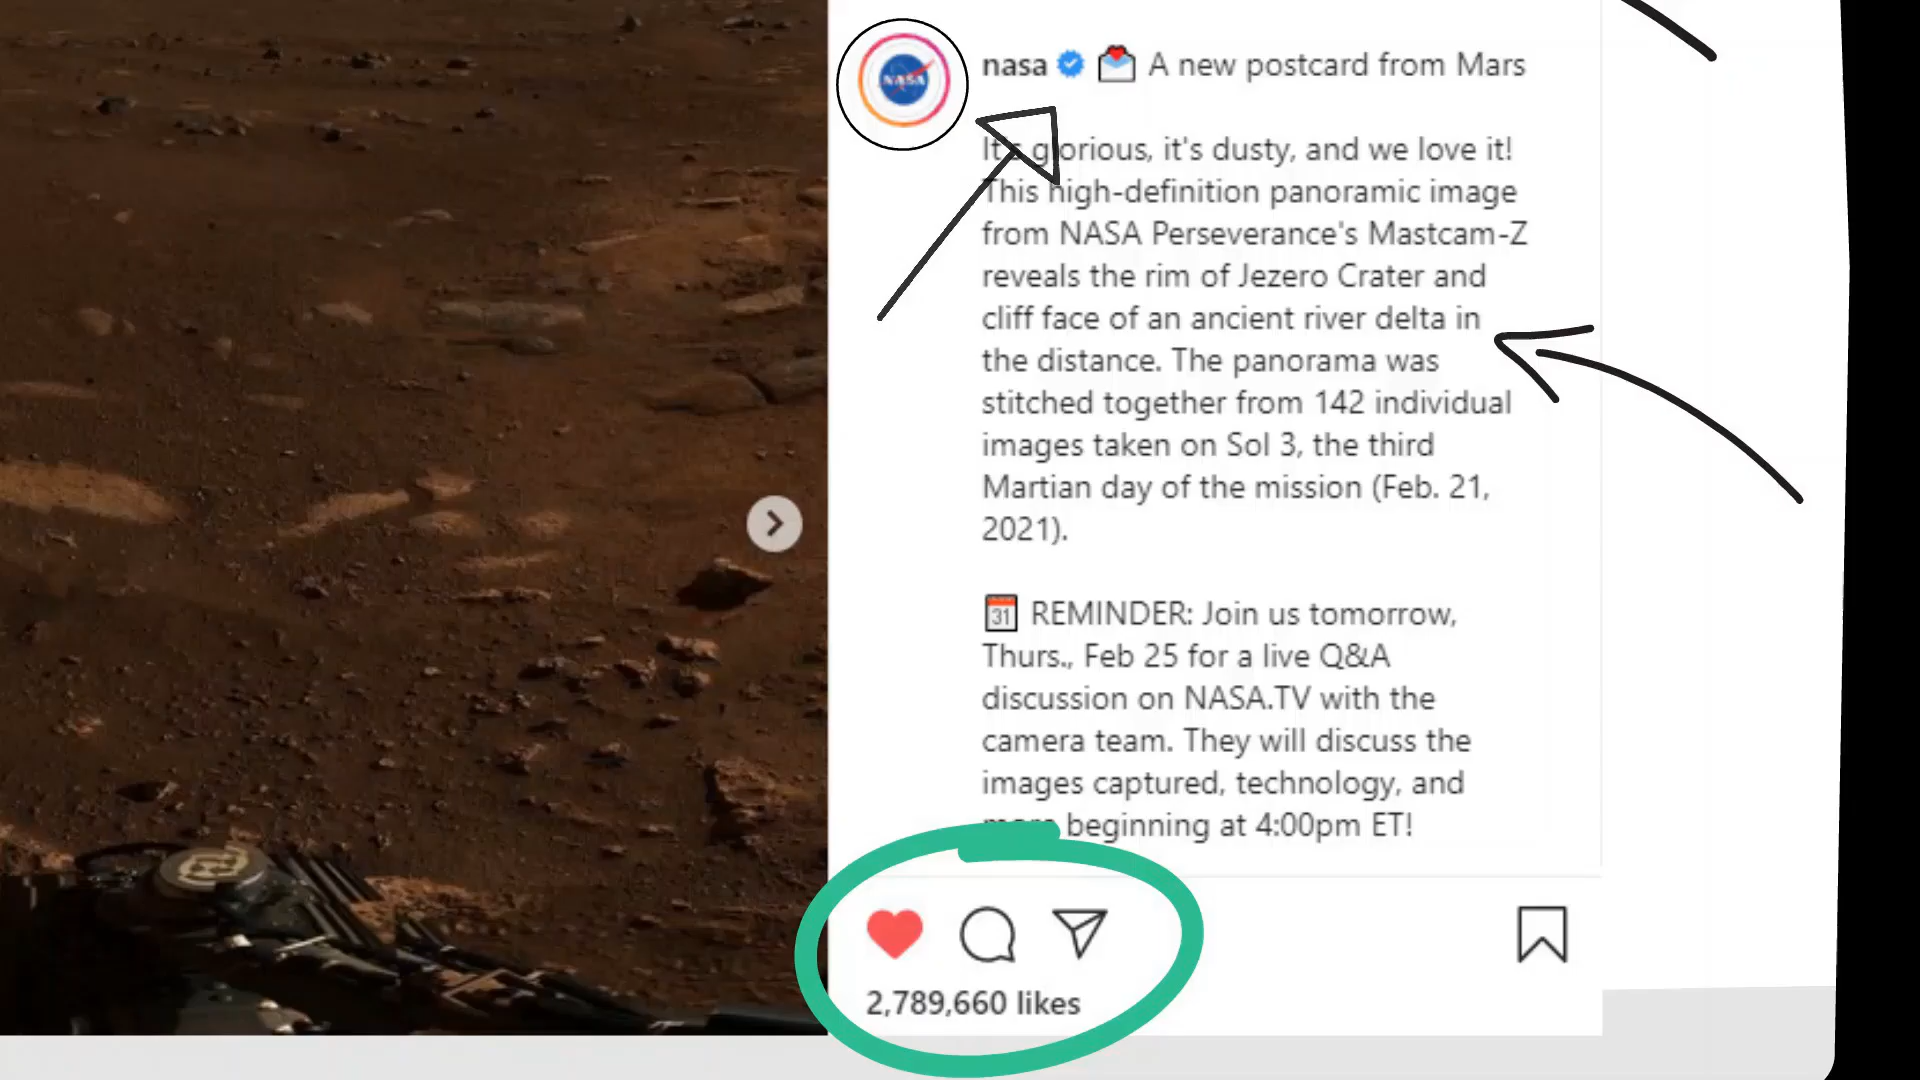 NASA
nasa A new postcard from Mars
It's glorious, it's dusty, and we love it!
This high-definition panoramic image
from NASA Perseverance's Mastcam-Z
reveals the rim of Jezero Crater and
cliff face of an ancient river delta in
the distance. The panorama was
stitched together from 142 individual
images taken on Sol 3, the third
Martian day of the mission (Feb. 21,
2021).
31 REMINDER: Join us tomorrow,
Thurs., Feb 25 for a live Q&A
discussion on NASA.TV with the
camera team. They will discuss the
images captured, technology, and
more beginning at 4:00pm ET!
2,789,660 likes